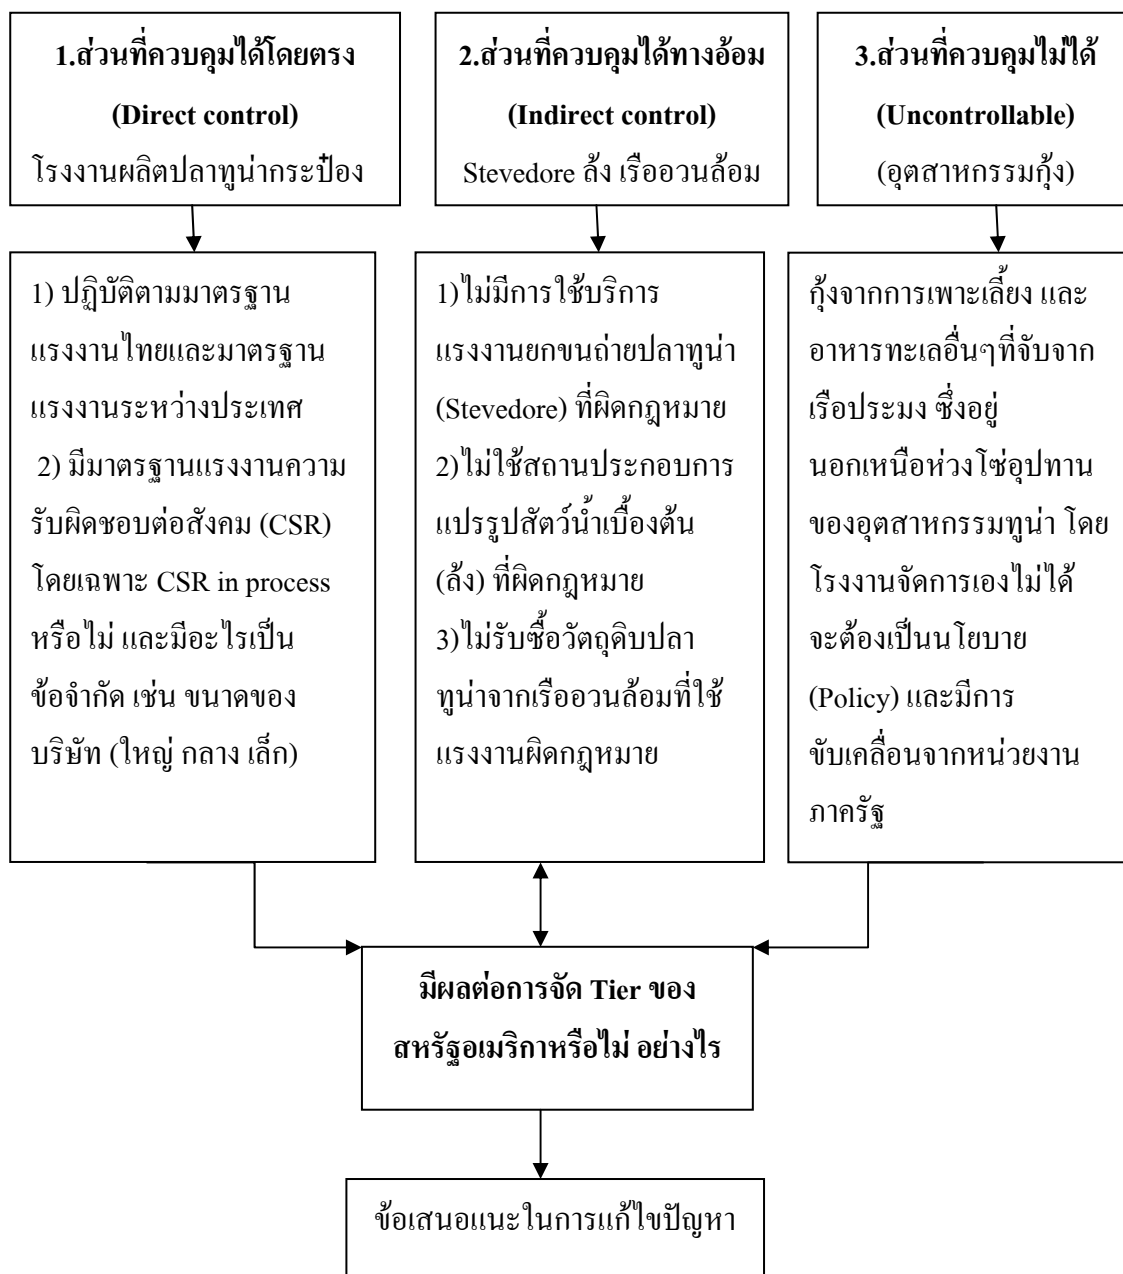 1.ส่วนที่ควบคุมได้โดยตรง
(Direct control)
โรงงานผลิตปลาทูน่ากระป๋อง
2.ส่วนที่ควบคุมได้ทางอ้อม
(Indirect control)
Stevedore ล้ง เรืออวนล้อม
3.ส่วนที่ควบคุมไม่ได้
(Uncontrollable)
(อุตสาหกรรมกุ้ง)
1) ปฏิบัติตามมาตรฐาน
แรงงานไทยและมาตรฐาน
แรงงานระหว่างประเทศ
2) มีมาตรฐานแรงงานความ
รับผิดชอบต่อสังคม (CSR)
โดยเฉพาะ CSR in process
หรือไม่ และมีอะไรเป็น
ข้อจำกัด เช่น ขนาดของ
บริษัท (ใหญ่ กลาง เล็ก)
1)ไม่มีการใช้บริการ
แรงงานยกขนถ่ายปลาทูน่า
(Stevedore) ที่ผิดกฎหมาย
2)ไม่ใช้สถานประกอบการ
แปรรูปสัตว์น้ำเบื้องต้น
(ล้ง) ที่ผิดกฎหมาย
3)ไม่รับซื้อวัตถุดิบปลา
ทูน่าจากเรืออวนล้อมที่ใช้
แรงงานผิดกฎหมาย
กุ้งจากการเพาะเลี้ยง และ
อาหารทะเลอื่นๆที่จับจาก
เรือประมง ซึ่งอยู่
นอกเหนือห่วงโซ่อุปทาน
ของอุตสาหกรรมทูน่า โดย
โรงงานจัดการเองไม่ได้
จะต้องเป็นนโยบาย
(Policy) และมีการ
ขับเคลื่อนจากหน่วยงาน
ภาครัฐ
มีผลต่อการจัด Tier ของ
สหรัฐอเมริกาหรือไม่ อย่างไร
ข้อเสนอแนะในการแก้ไขปัญหา